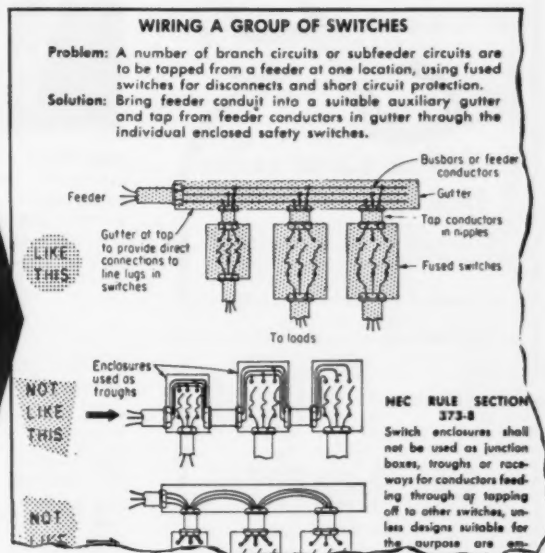 WIRING A GROUP OF SWITCHES
Problem: A number of branch circuits or subfeeder circuits are
to be tapped from a feeder at one location, using fused
switches for disconnects and short circuit protection.
Solution: Bring feeder conduit into a suitable auxiliary gutter
and tap from feeder conductors in gutter through the
individual enclosed safety switches.
Busbars or feeder
conductors
Feeder
Gutter
LIKE
THIS
Gutter at top
to provide direct
connections to
line lugs in
switches
Tap conductors
in nipples
Fused switches
To loads
Enclosures
used as
troughs
NOT
LIKE
THIS
NEC RULE SECTION
373-8
Switch enclosures shall
not be used as junction
boxes, troughs or race-
ways for conductors feed-
ing through or tapping
off to other switches, un-
less designs suitable for
the purpose are em-
NOT
LIKE